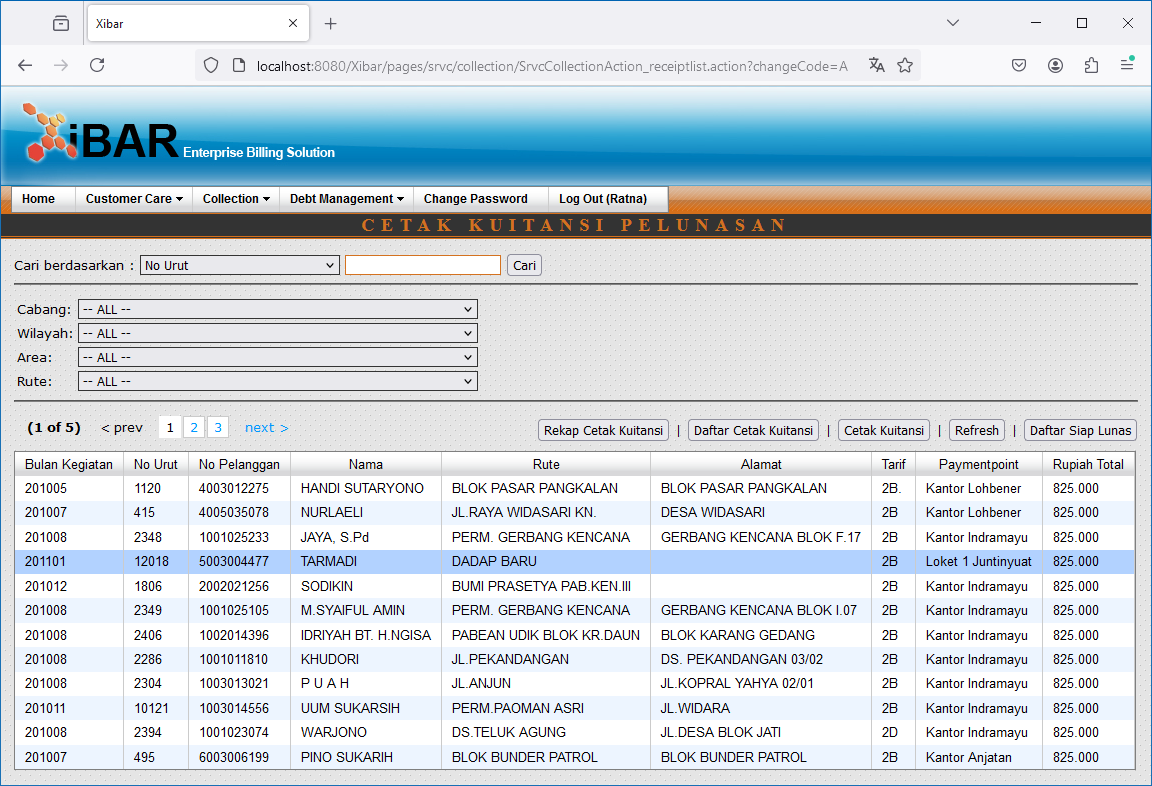 Xibar
localhost:8080/Xibar/pages/srvc/collection/SrvcCollectionAction_receiptlist.action?changeCode=A
iBAR Enterprise Billing Solution
Home Customer Care Collection Debt Management Change Password Log Out (Ratna)
CETAK KUITANSI PELUNASAN
Cari berdasarkan : No Urut Cari
Cabang: -- ALL --
Wilayah: -- ALL --
Area: -- ALL --
Rute: -- ALL --
(1 of 5) < prev 1 2 3 next > Rekap Cetak Kuitansi | Daftar Cetak Kuitansi | Cetak Kuitansi | Refresh | Daftar Siap Lunas
Bulan Kegiatan No Urut No Pelanggan Nama Rute Alamat Tarif Paymentpoint Rupiah Total
201005 1120 4003012275 HANDI SUTARYONO BLOK PASAR PANGKALAN BLOK PASAR PANGKALAN 2B. Kantor Lohbener 825.000
201007 415 4005035078 NURLAELI JL.RAYA WIDASARI KN. DESA WIDASARI 2B Kantor Lohbener 825.000
201008 2348 1001025233 JAYA, S.Pd PERM. GERBANG KENCANA GERBANG KENCANA BLOK F.17 2B Kantor Indramayu 825.000
201101 12018 5003004477 TARMADI DADAP BARU 2B Loket 1 Juntinyuat 825.000
201012 1806 2002021256 SODIKIN BUMI PRASETYA PAB.KEN.III 2B Kantor Indramayu 825.000
201008 2349 1001025105 M.SYAIFUL AMIN PERM. GERBANG KENCANA GERBANG KENCANA BLOK I.07 2B Kantor Indramayu 825.000
201008 2406 1002014396 IDRIYAH BT. H.NGISA PABEAN UDIK BLOK KR.DAUN BLOK KARANG GEDANG 2B Kantor Indramayu 825.000
201008 2286 1001011810 KHUDORI JL.PEKANDANGAN DS. PEKANDANGAN 03/02 2B Kantor Indramayu 825.000
201008 2304 1003013021 P U A H JL.ANJUN JL.KOPRAL YAHYA 02/01 2B Kantor Indramayu 825.000
201011 10121 1003014556 UUM SUKARSIH PERM.PAOMAN ASRI JL.WIDARA 2B Kantor Indramayu 825.000
201008 2394 1001023074 WARJONO DS.TELUK AGUNG JL.DESA BLOK JATI 2D Kantor Indramayu 825.000
201007 495 6003006199 PINO SUKARIH BLOK BUNDER PATROL BLOK BUNDER PATROL 2B Kantor Anjatan 825.000